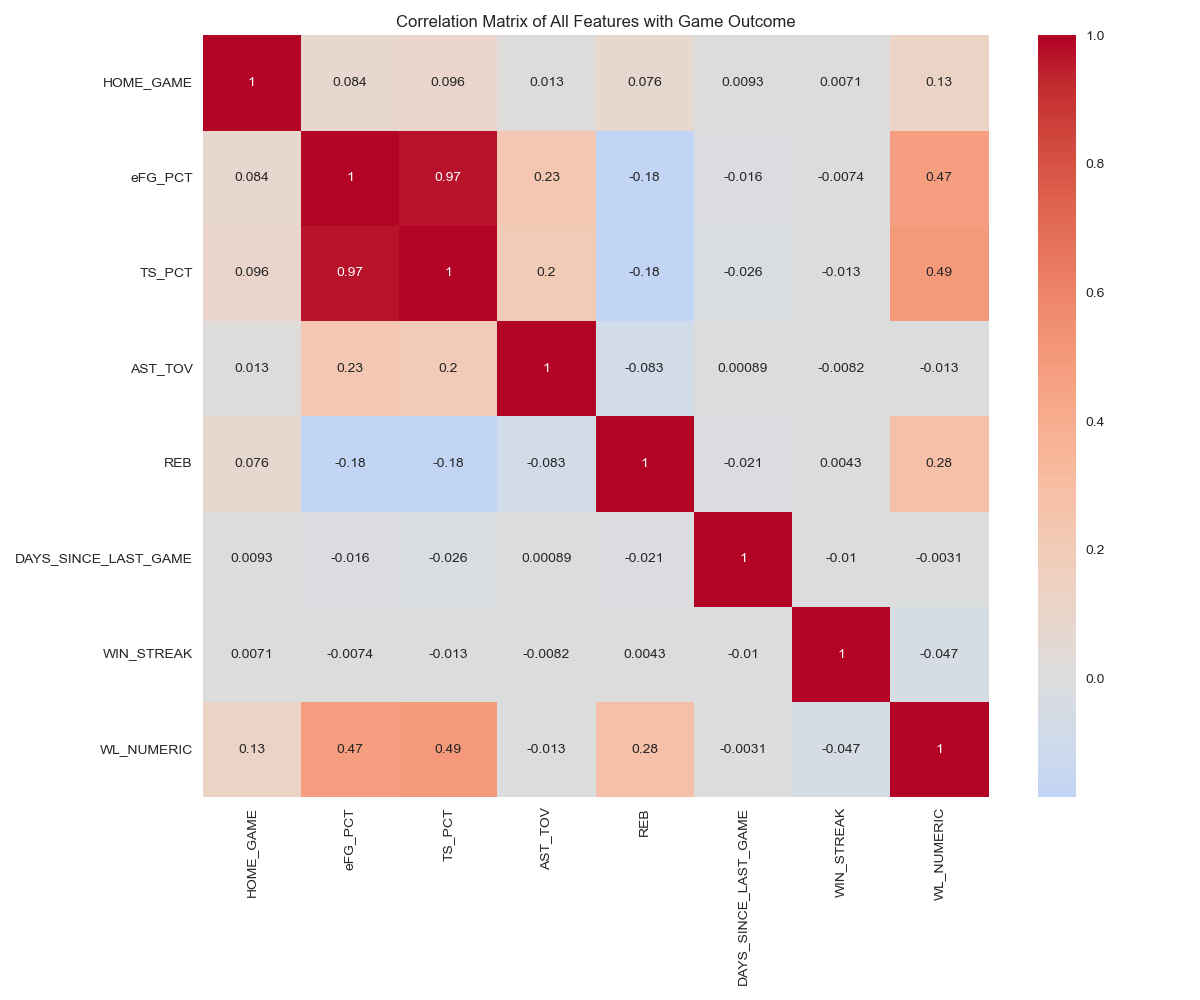 Correlation Matrix of All Features with Game Outcome
HOME_GAME 1 0.084 0.096 0.013 0.076 0.0093 0.0071 0.13
eFG_PCT 0.084 1 0.97 0.23 -0.18 -0.016 -0.0074 0.47
TS_PCT 0.096 0.97 1 0.2 -0.18 -0.026 -0.013 0.49
AST_TOV 0.013 0.23 0.2 1 -0.083 0.00089 -0.0082 -0.013
REB 0.076 -0.18 -0.18 -0.083 1 -0.021 0.0043 0.28
DAYS_SINCE_LAST_GAME 0.0093 -0.016 -0.026 0.00089 -0.021 1 -0.01 -0.0031
WIN_STREAK 0.0071 -0.0074 -0.013 -0.0082 0.0043 -0.01 1 -0.047
WL_NUMERIC 0.13 0.47 0.49 -0.013 0.28 -0.0031 -0.047 1
HOME_GAME
eFG_PCT
TS_PCT
AST_TOV
REB
DAYS_SINCE_LAST_GAME
WIN_STREAK
WL_NUMERIC
1.0
0.8
0.6
0.4
0.2
0.0